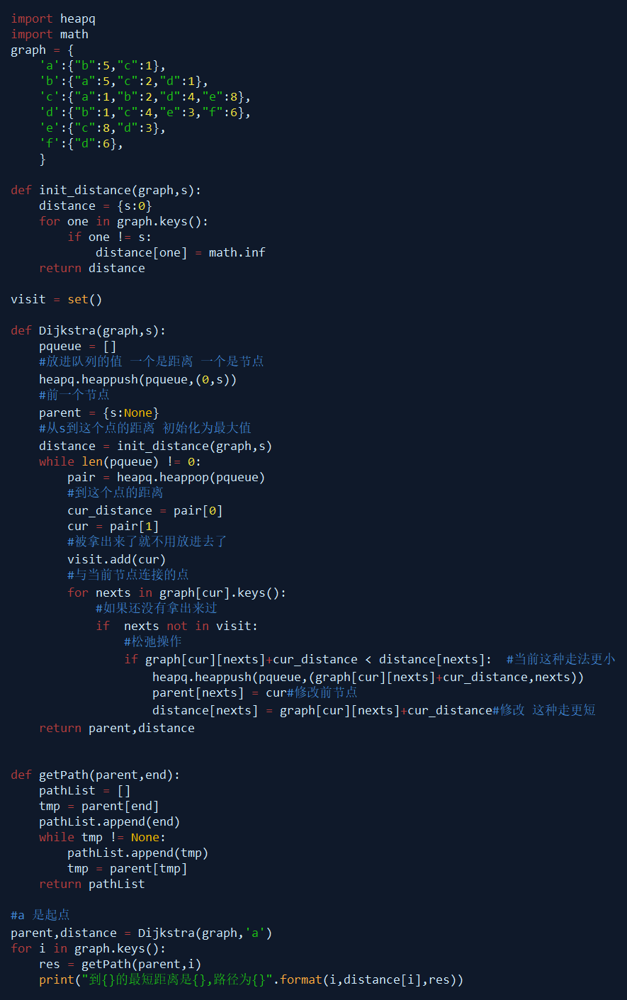 import heapq
import math
graph = {
    'a':{"b":5,"c":1},
    'b':{"a":5,"c":2,"d":1},
    'c':{"a":1,"b":2,"d":4,"e":8},
    'd':{"b":1,"c":4,"e":3,"f":6},
    'e':{"c":8,"d":3},
    'f':{"d":6},
    }

def init_distance(graph,s):
    distance = {s:0}
    for one in graph.keys():
        if one != s:
            distance[one] = math.inf
    return distance

visit = set()

def Dijkstra(graph,s):
    pqueue = []
    #放进队列的值 一个是距离 一个是节点
    heapq.heappush(pqueue,(0,s))
    #前一个节点
    parent = {s:None}
    #从s到这个点的距离 初始化为最大值
    distance = init_distance(graph,s)
    while len(pqueue) != 0:
        pair = heapq.heappop(pqueue)
        #到这个点的距离
        cur_distance = pair[0]
        cur = pair[1]
        #被拿出来了就不用放进去了
        visit.add(cur)
        #与当前节点连接的点
        for nexts in graph[cur].keys():
            #如果还没有拿出来过
            if  nexts not in visit:
                #松弛操作
                if graph[cur][nexts]+cur_distance < distance[nexts]:  #当前这种走法更小
                    heapq.heappush(pqueue,(graph[cur][nexts]+cur_distance,nexts))
                    parent[nexts] = cur#修改前节点
                    distance[nexts] = graph[cur][nexts]+cur_distance#修改 这种走更短
    return parent,distance


def getPath(parent,end):
    pathList = []
    tmp = parent[end]
    pathList.append(end)
    while tmp != None:
        pathList.append(tmp)
        tmp = parent[tmp]
    return pathList

#a 是起点
parent,distance = Dijkstra(graph,'a')
for i in graph.keys():
    res = getPath(parent,i)
    print("到{}的最短距离是{},路径为{}".format(i,distance[i],res))